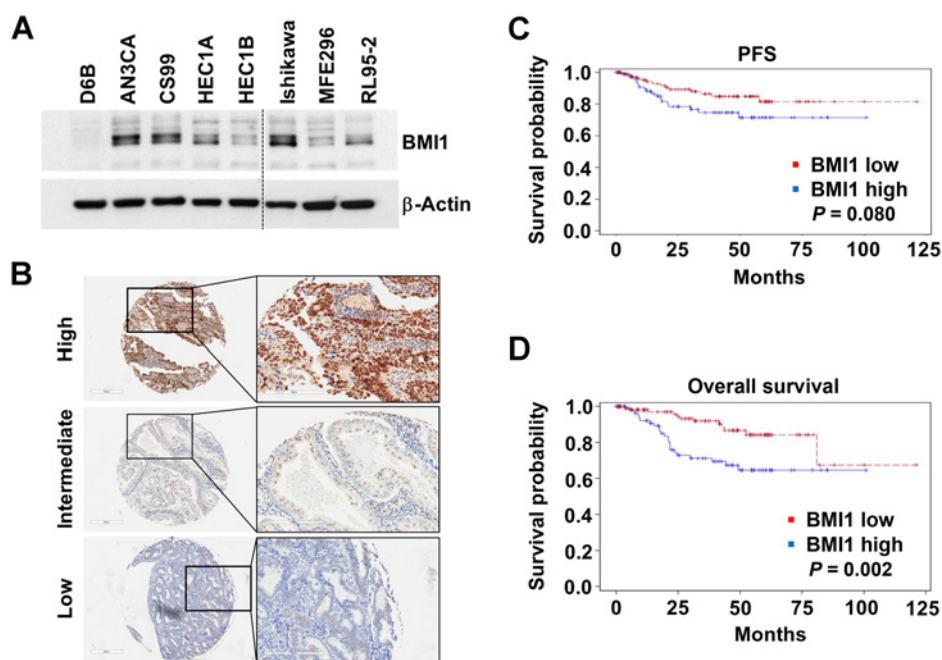 A
D6B
AN3CA
CS99
HEC1A
HEC1B
Ishikawa
MFE296
RL95-2
BMI1
β-Actin
B
High
Intermediate
Low
C
PFS
Survival probability
1.0
0.8
0.6
0.4
0.2
0.0
BMI1 low
BMI1 high
P = 0.080
0 25 50 75 100 125
Months
D
Overall survival
Survival probability
1.0
0.8
0.6
0.4
0.2
0.0
BMI1 low
BMI1 high
P = 0.002
0 25 50 75 100 125
Months